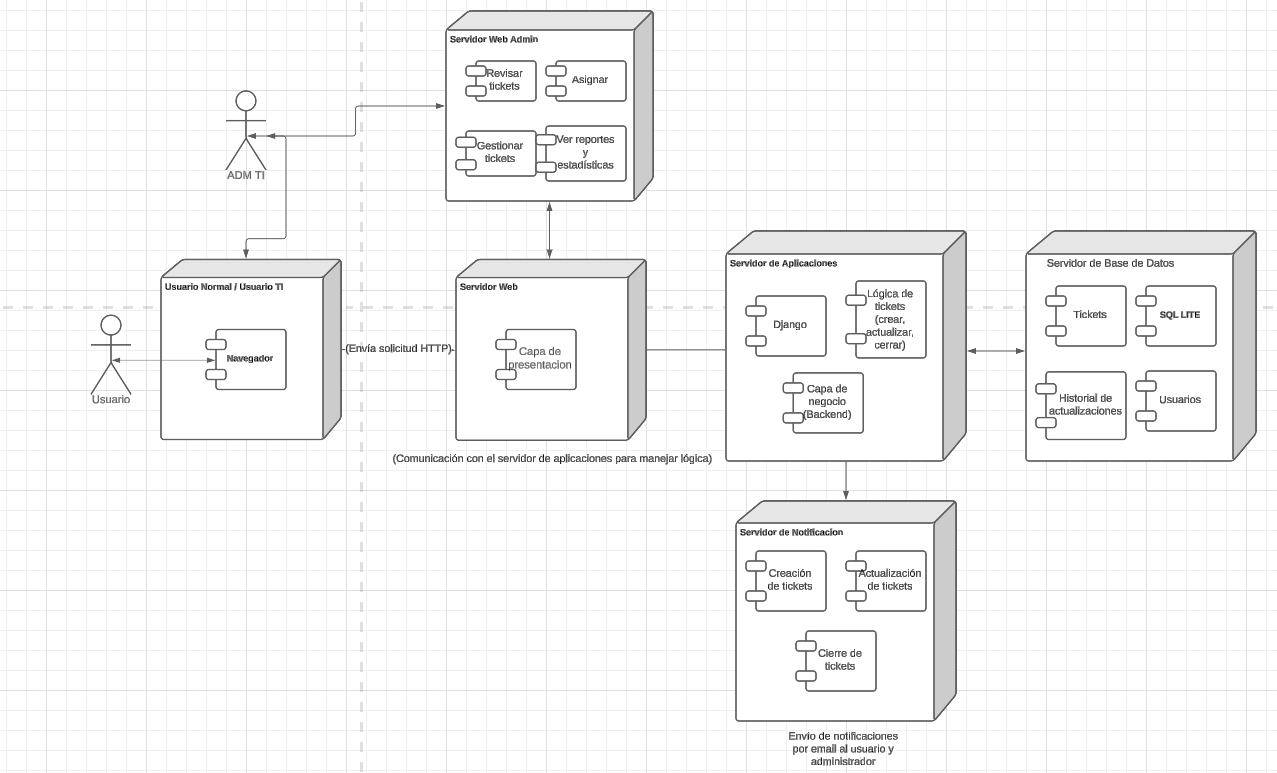 Servidor Web Admin
Revisar
tickets
Asignar
Gestionar
tickets
Ver reportes
y
estadísticas
ADM TI
Usuario Normal / Usuario TI
Navegador
Usuario
(Envía solicitud HTTP)
Servidor Web
Capa de
presentacion
(Comunicación con el servidor de aplicaciones para manejar lógica)
Servidor de Aplicaciones
Django
Lógica de
tickets
(crear,
actualizar,
cerrar)
Capa de
negocio
(Backend)
Servidor de Base de Datos
Tickets
SQL LITE
Historial de
actualizaciones
Usuarios
Servidor de Notificacion
Creación
de tickets
Actualización
de tickets
Cierre de
tickets
Envío de notificaciones
por email al usuario y
administrador